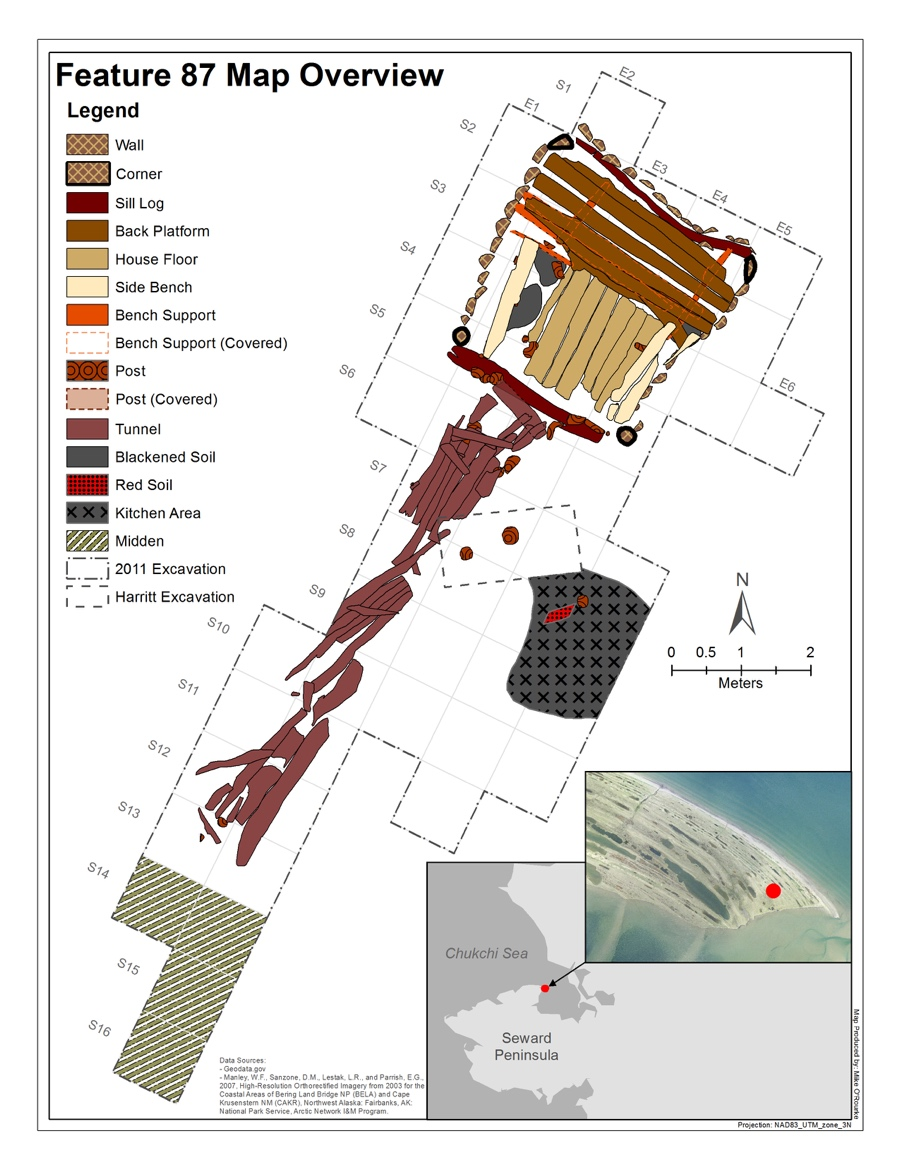 Feature 87 Map Overview
Legend
Wall
Corner
Sill Log
Back Platform
House Floor
Side Bench
Bench Support
Bench Support (Covered)
Post
Post (Covered)
Tunnel
Blackened Soil
Red Soil
Kitchen Area
Midden
2011 Excavation
Harritt Excavation
S1
E2
E1
S2
E3
S3
E4
E5
S4
S5
S6
E6
S7
S8
S9
S10
S11
S12
S13
S14
S15
S16
N
0 0.5 1 2
Meters
Chukchi Sea
Seward
Peninsula
Data Sources:
- Geodata.gov
- Manley, W.F., Sanzone, D.M., Lestak, L.R., and Parrish, E.G.,
2007, High-Resolution Orthorectified Imagery from 2003 for the
Coastal Areas of Bering Land Bridge NP (BELA) and Cape
Krusenstern NM (CAKR), Northwest Alaska: Fairbanks, AK:
National Park Service, Arctic Network I&M Program.
Map Produced by: Mike O'Rourke
Projection: NAD83_UTM_zone_3N